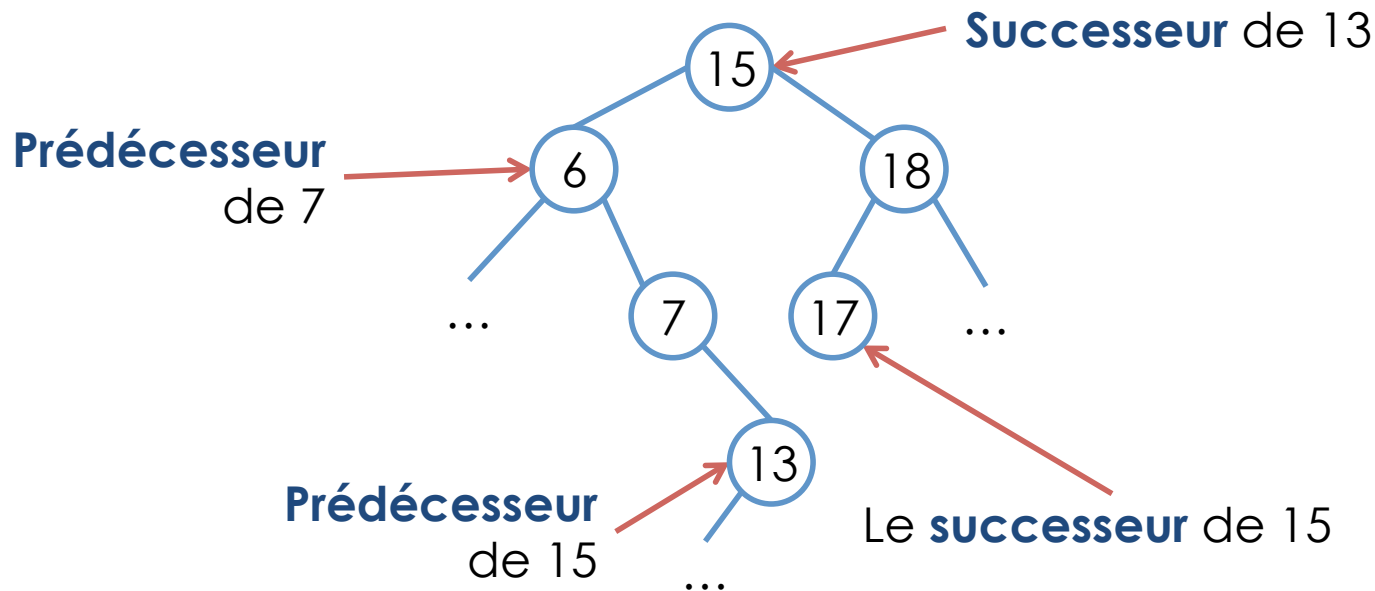 Successeur de 13
15
Prédécesseur
de 7
6
18
7
17
...
...
13
Prédécesseur
de 15
Le successeur de 15
...